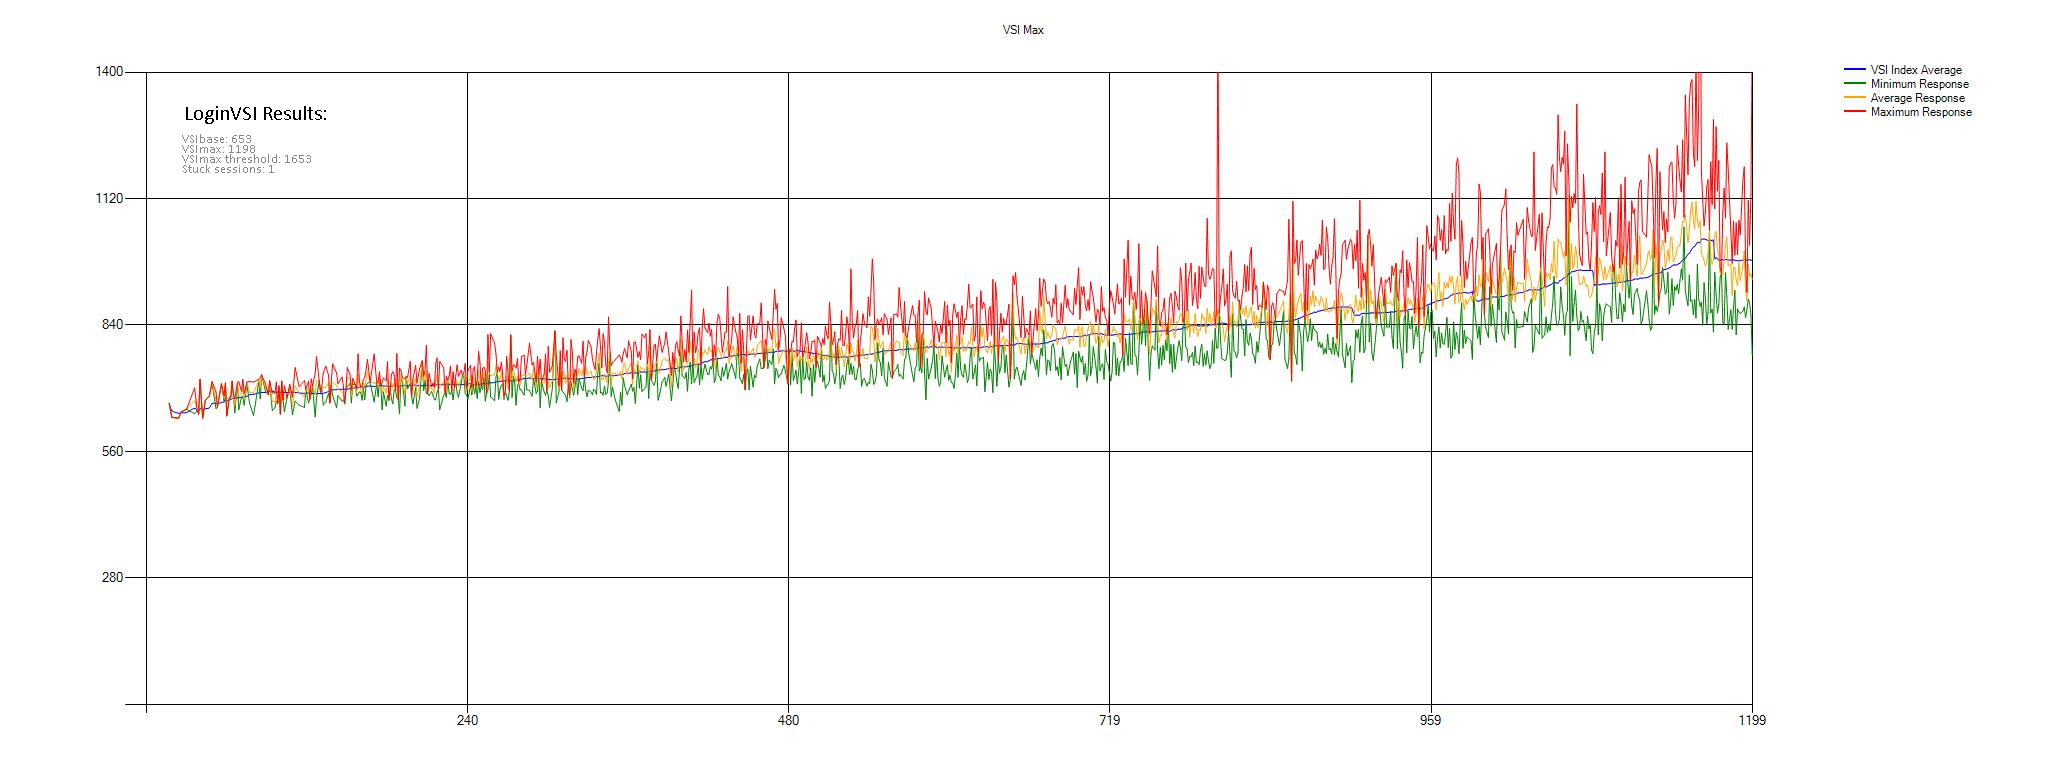 VSI Max
1400
1120
840
560
280
240
480
719
959
1199
LoginVSI Results:
VSIbase: 653
VSImax: 1198
VSImax threshold: 1653
Stuck sessions: 1
VSI Index Average
Minimum Response
Average Response
Maximum Response